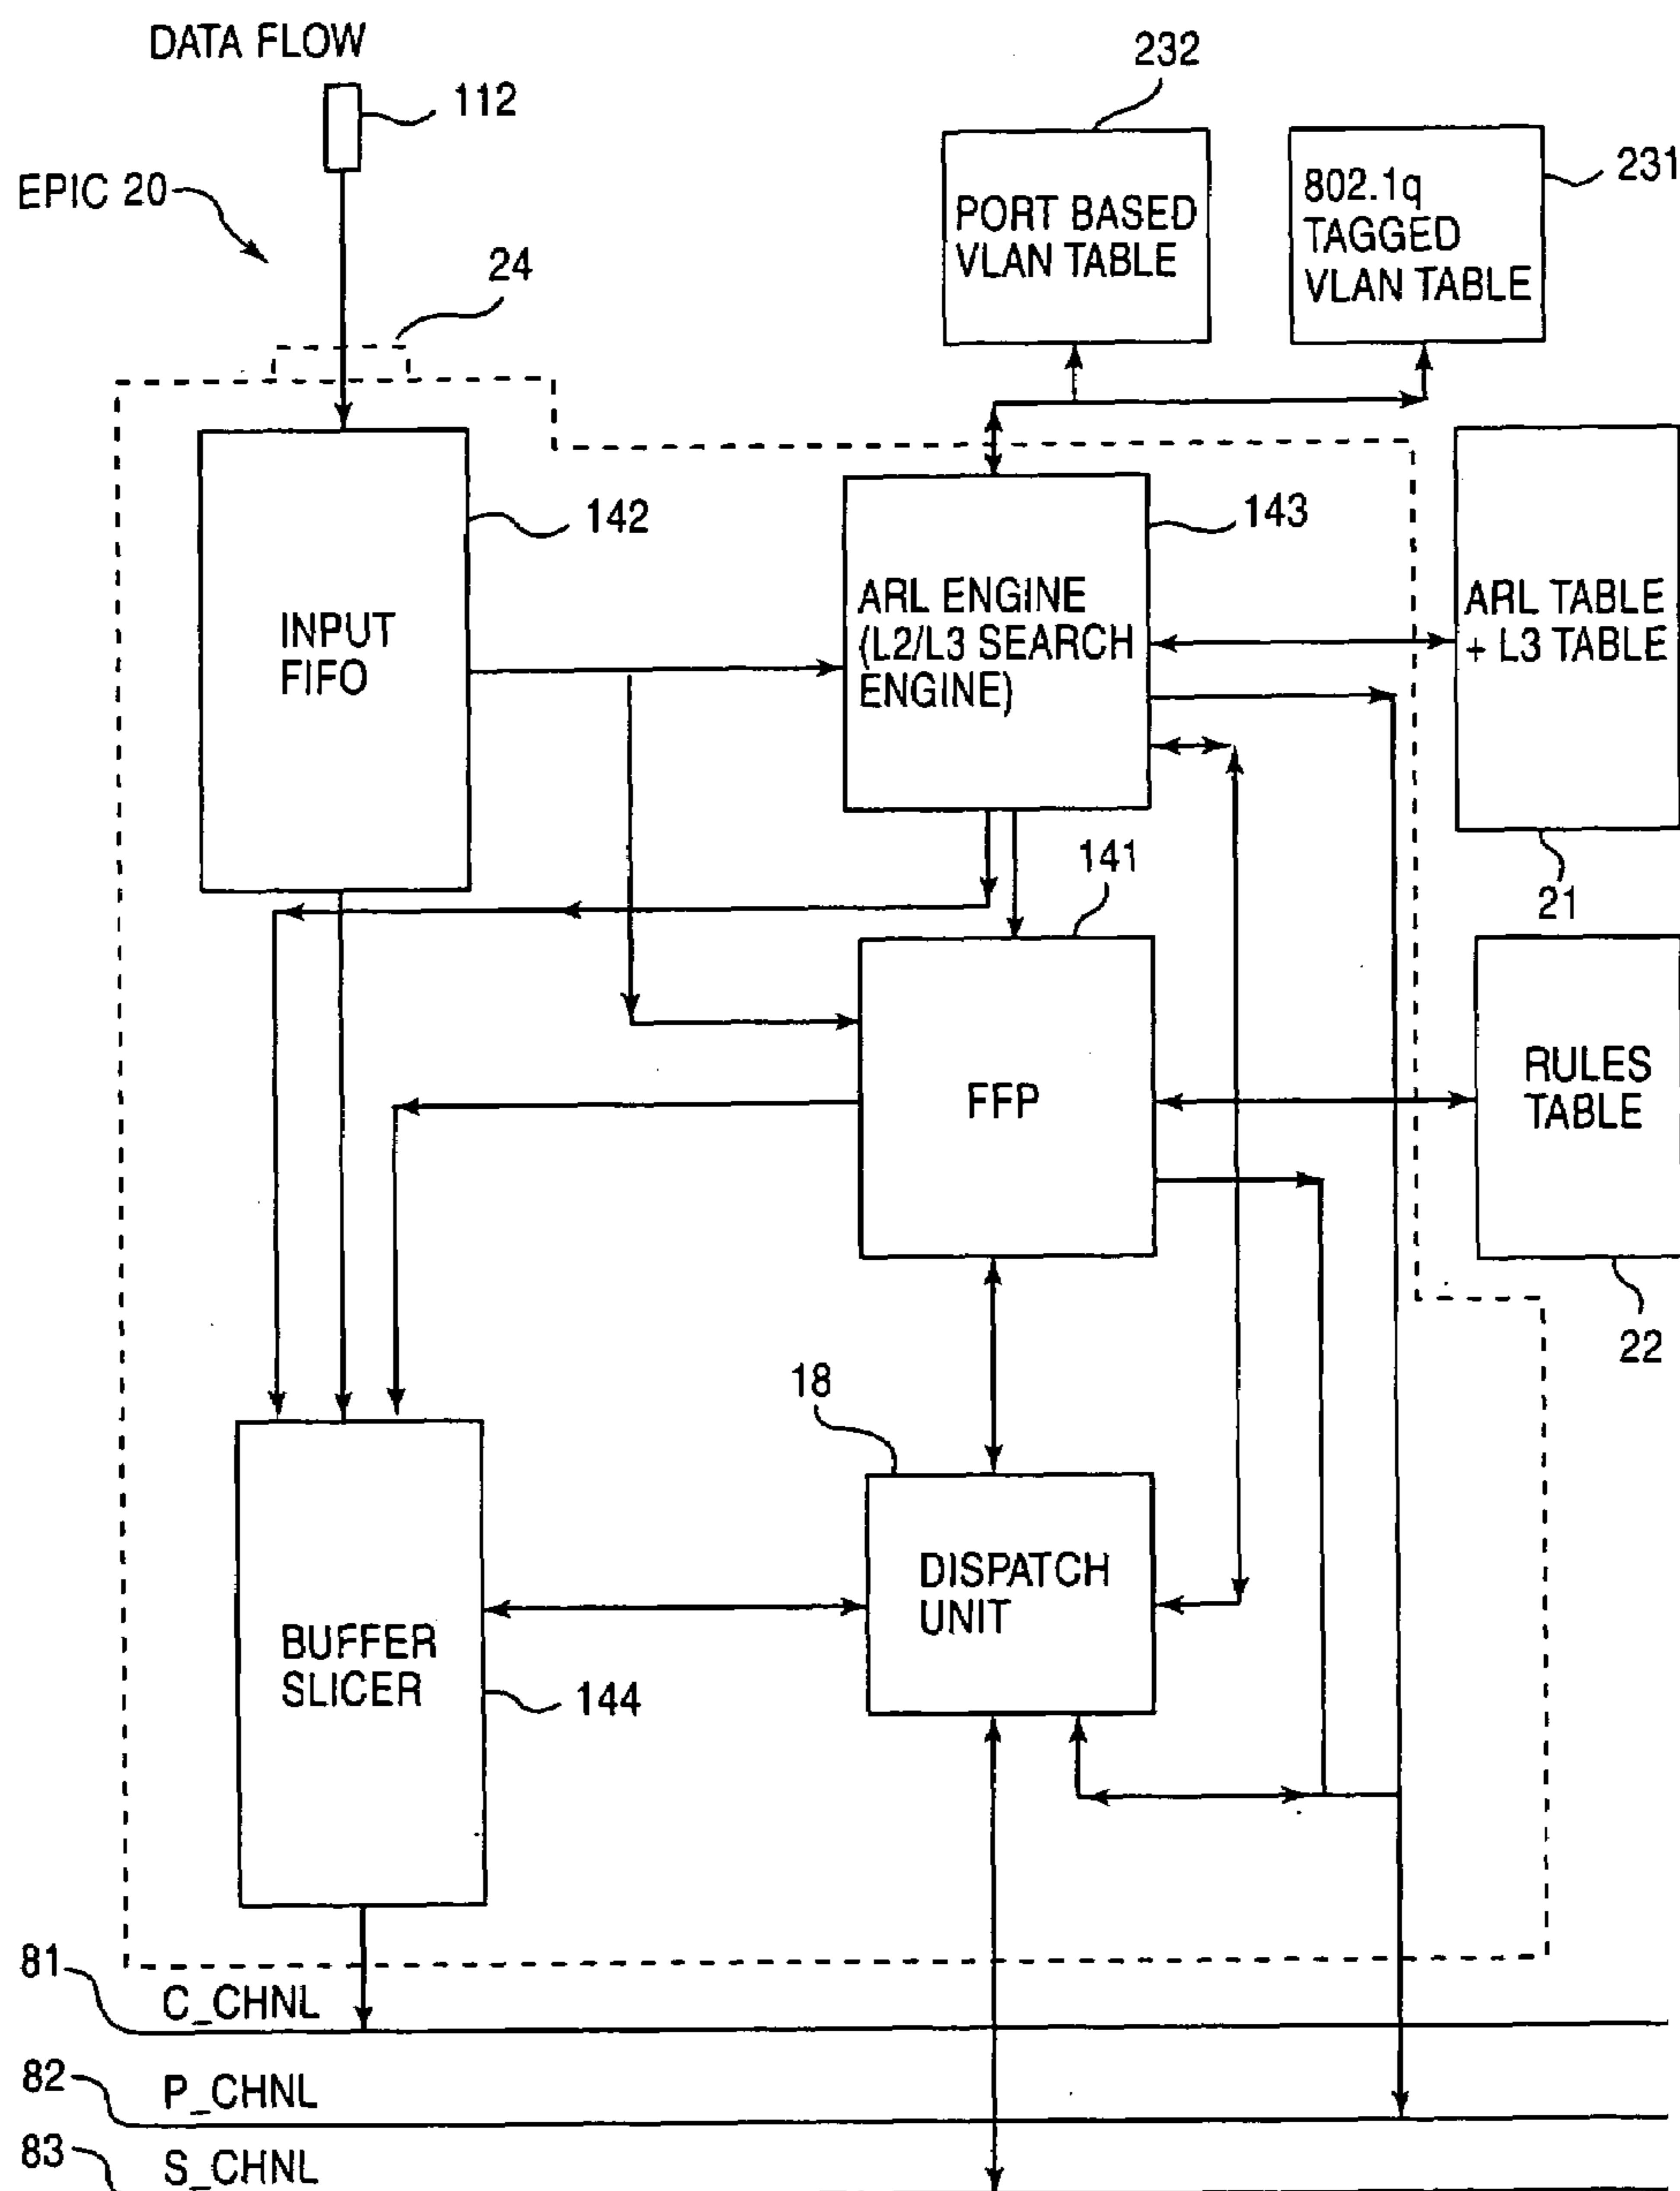 DATA FLOW
112
EPIC 20
24
232
231
PORT BASED
VLAN TABLE
802.1q
TAGGED
VLAN TABLE
142
INPUT
FIFO
143
ARL ENGINE
(L2/L3 SEARCH
ENGINE)
ARL TABLE
+ L3 TABLE
21
141
FFP
RULES
TABLE
22
18
DISPATCH
UNIT
BUFFER
SLICER
144
81
C_CHNL
82
P_CHNL
83
S_CHNL